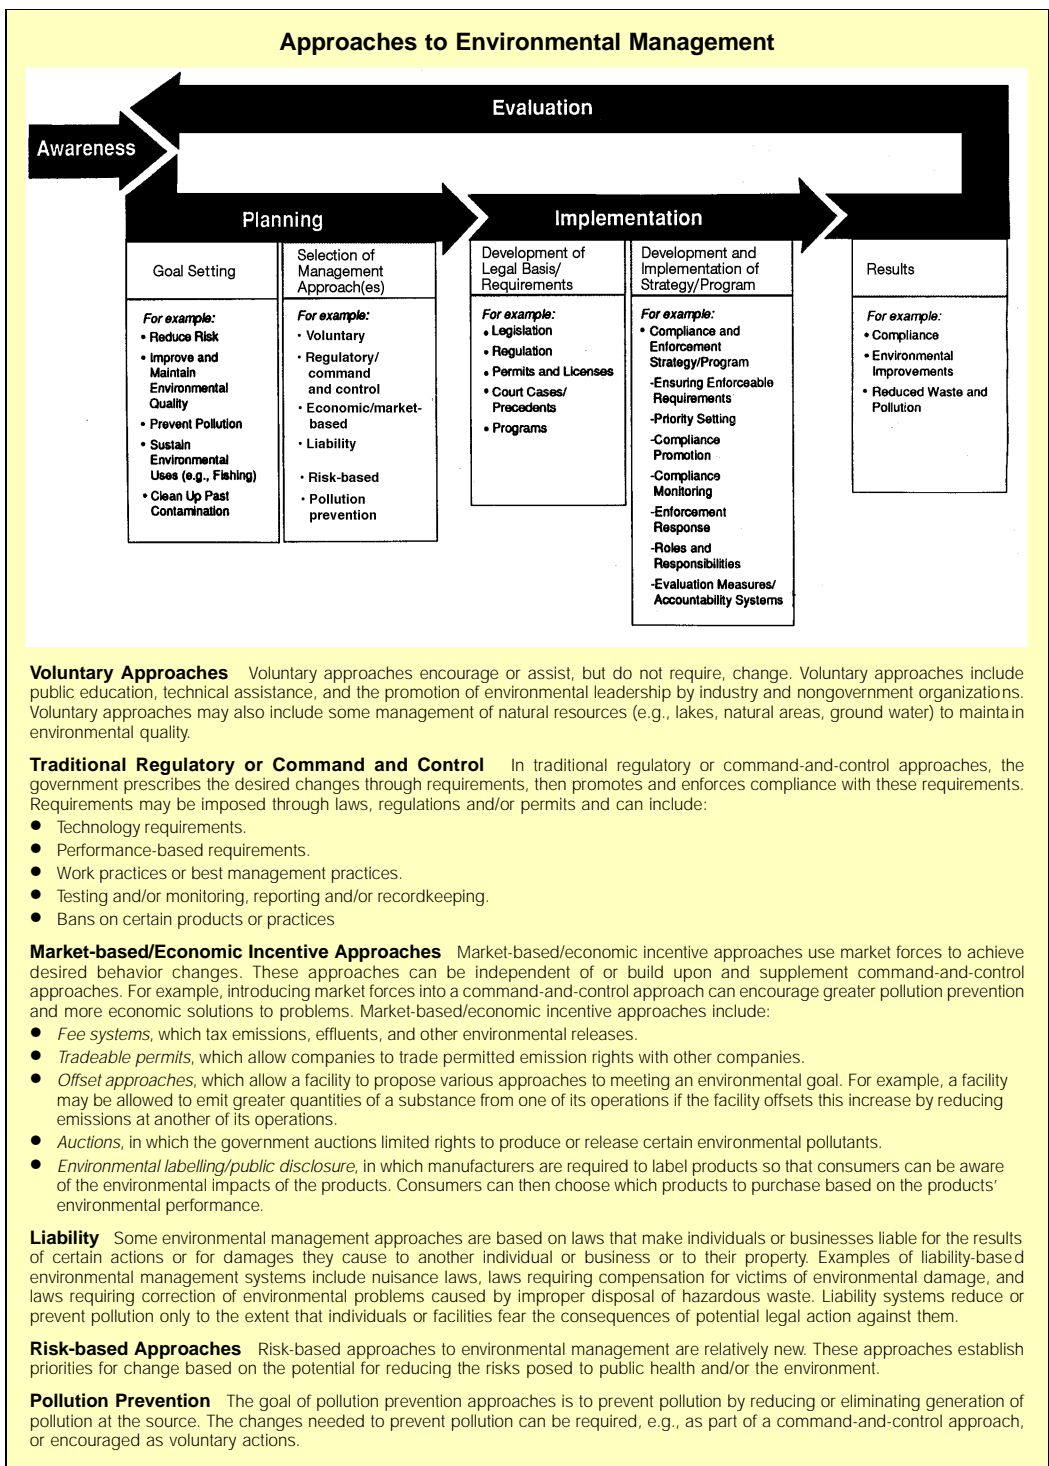 Approaches to Environmental Management
Evaluation
Awareness
Planning
Implementation
Goal Setting
For example:
• Reduce Risk
• Improve and
Maintain
Environmental
Quality
• Prevent Pollution
• Sustain
Environmental
Uses (e.g., Fishing)
• Clean Up Past
Contamination
Selection of
Management
Approach(es)
For example:
• Voluntary
• Regulatory/
command
and control
• Economic/market-
based
• Liability
• Risk-based
• Pollution
prevention
Development of
Legal Basis/
Requirements
For example:
• Legislation
• Regulation
• Permits and Licenses
• Court Cases/
Precedents
• Programs
Development and
Implementation of
Strategy/Program
For example:
• Compliance and
Enforcement
Strategy/Program
-Ensuring Enforceable
Requirements
-Priority Setting
-Compliance
Promotion
-Compliance
Monitoring
-Enforcement
Response
-Roles and
Responsibilities
-Evaluation Measures/
Accountability Systems
Results
For example:
• Compliance
• Environmental
Improvements
• Reduced Waste and
Pollution
Voluntary Approaches Voluntary approaches encourage or assist, but do not require, change. Voluntary approaches include
public education, technical assistance, and the promotion of environmental leadership by industry and nongovernment organizations.
Voluntary approaches may also include some management of natural resources (e.g., lakes, natural areas, ground water) to maintain
environmental quality.
Traditional Regulatory or Command and Control In traditional regulatory or command-and-control approaches, the
government prescribes the desired changes through requirements, then promotes and enforces compliance with these requirements.
Requirements may be imposed through laws, regulations and/or permits and can include:
● Technology requirements.
● Performance-based requirements.
● Work practices or best management practices.
● Testing and/or monitoring, reporting and/or recordkeeping.
● Bans on certain products or practices
Market-based/Economic Incentive Approaches Market-based/economic incentive approaches use market forces to achieve
desired behavior changes. These approaches can be independent of or build upon and supplement command-and-control
approaches. For example, introducing market forces into a command-and-control approach can encourage greater pollution prevention
and more economic solutions to problems. Market-based/economic incentive approaches include:
● Fee systems, which tax emissions, effluents, and other environmental releases.
● Tradeable permits, which allow companies to trade permitted emission rights with other companies.
● Offset approaches, which allow a facility to propose various approaches to meeting an environmental goal. For example, a facility
may be allowed to emit greater quantities of a substance from one of its operations if the facility offsets this increase by reducing
emissions at another of its operations.
● Auctions, in which the government auctions limited rights to produce or release certain environmental pollutants.
● Environmental labelling/public disclosure, in which manufacturers are required to label products so that consumers can be aware
of the environmental impacts of the products. Consumers can then choose which products to purchase based on the products'
environmental performance.
Liability Some environmental management approaches are based on laws that make individuals or businesses liable for the results
of certain actions or for damages they cause to another individual or business or to their property. Examples of liability-based
environmental management systems include nuisance laws, laws requiring compensation for victims of environmental damage, and
laws requiring correction of environmental problems caused by improper disposal of hazardous waste. Liability systems reduce or
prevent pollution only to the extent that individuals or facilities fear the consequences of potential legal action against them.
Risk-based Approaches Risk-based approaches to environmental management are relatively new. These approaches establish
priorities for change based on the potential for reducing the risks posed to public health and/or the environment.
Pollution Prevention The goal of pollution prevention approaches is to prevent pollution by reducing or eliminating generation of
pollution at the source. The changes needed to prevent pollution can be required, e.g., as part of a command-and-control approach,
or encouraged as voluntary actions.